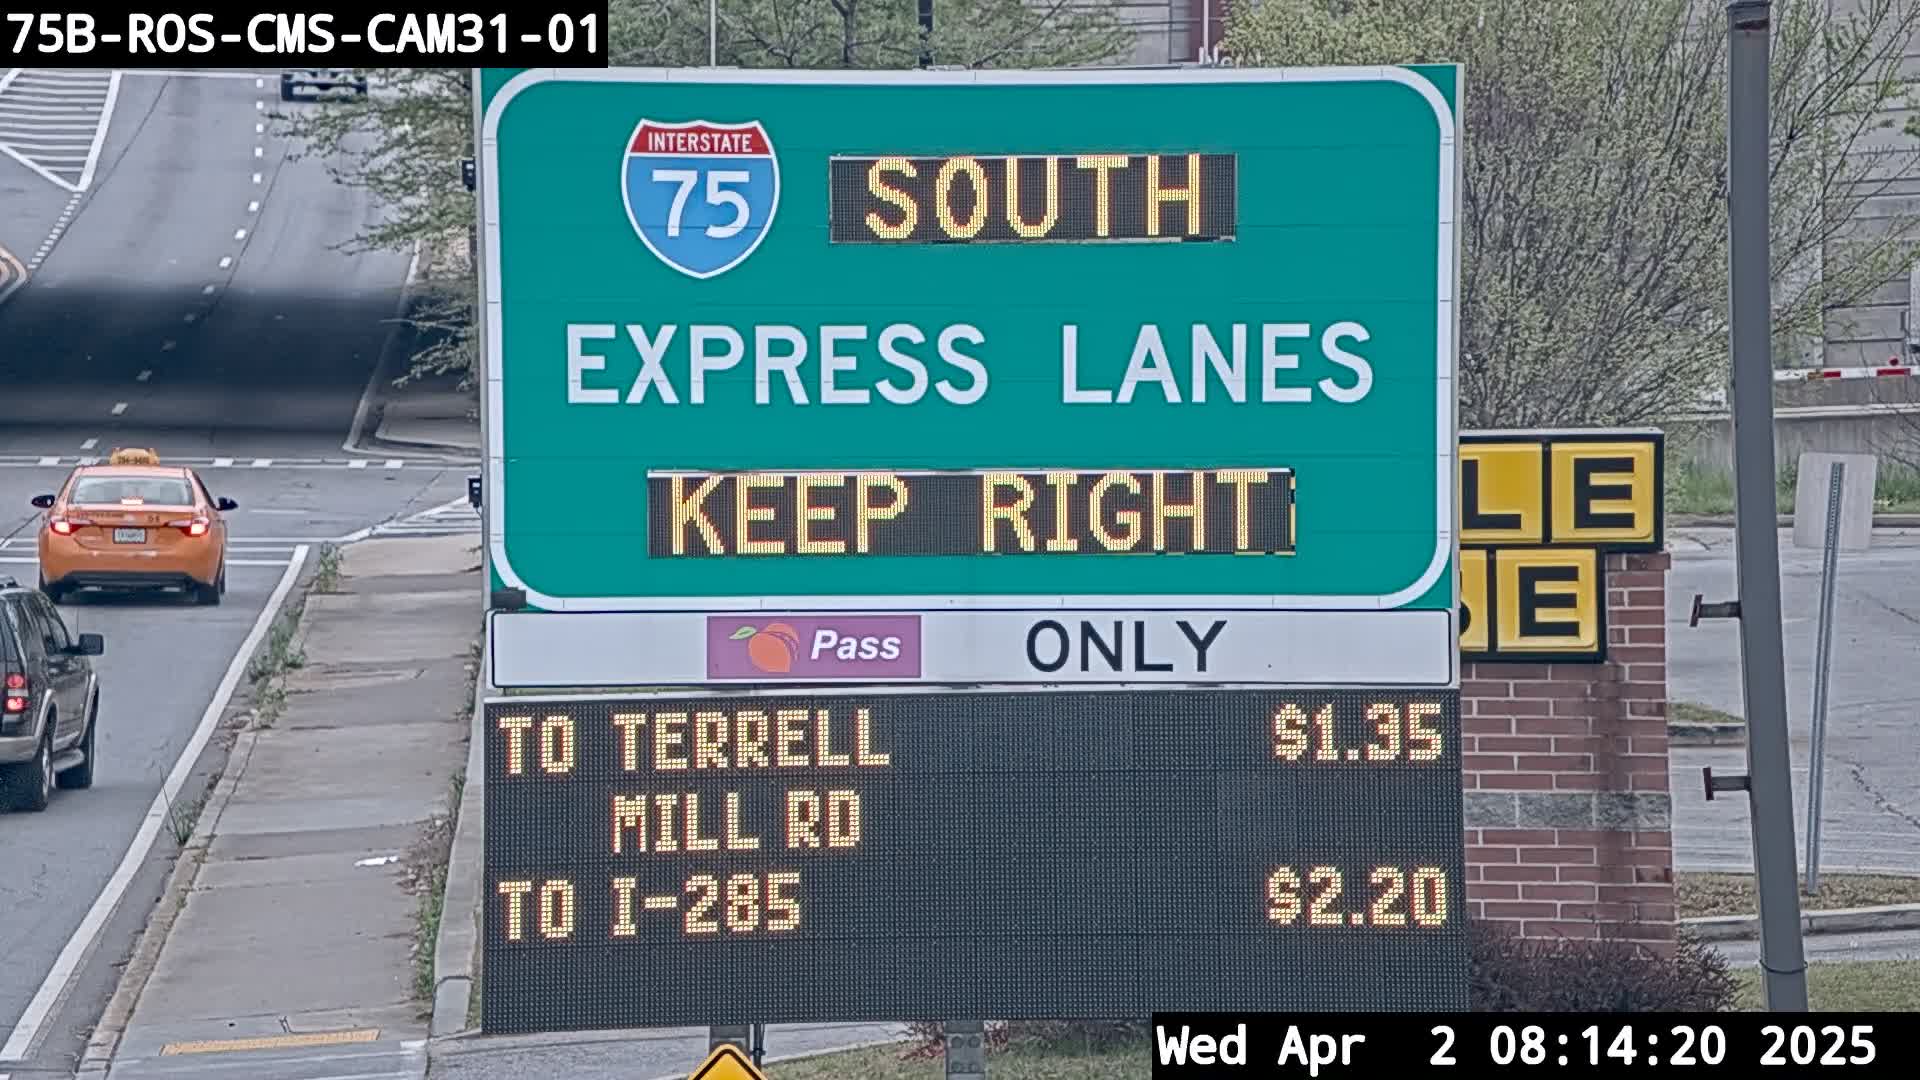 75B-ROS-CMS-CAM31-01
INTERSTATE
75
SOUTH
EXPRESS LANES
KEEP RIGHT
Pass ONLY
TO TERRELL $1.35
MILL RD
TO I-285 $2.20
LE
E
Wed Apr 2 08:14:20 2025